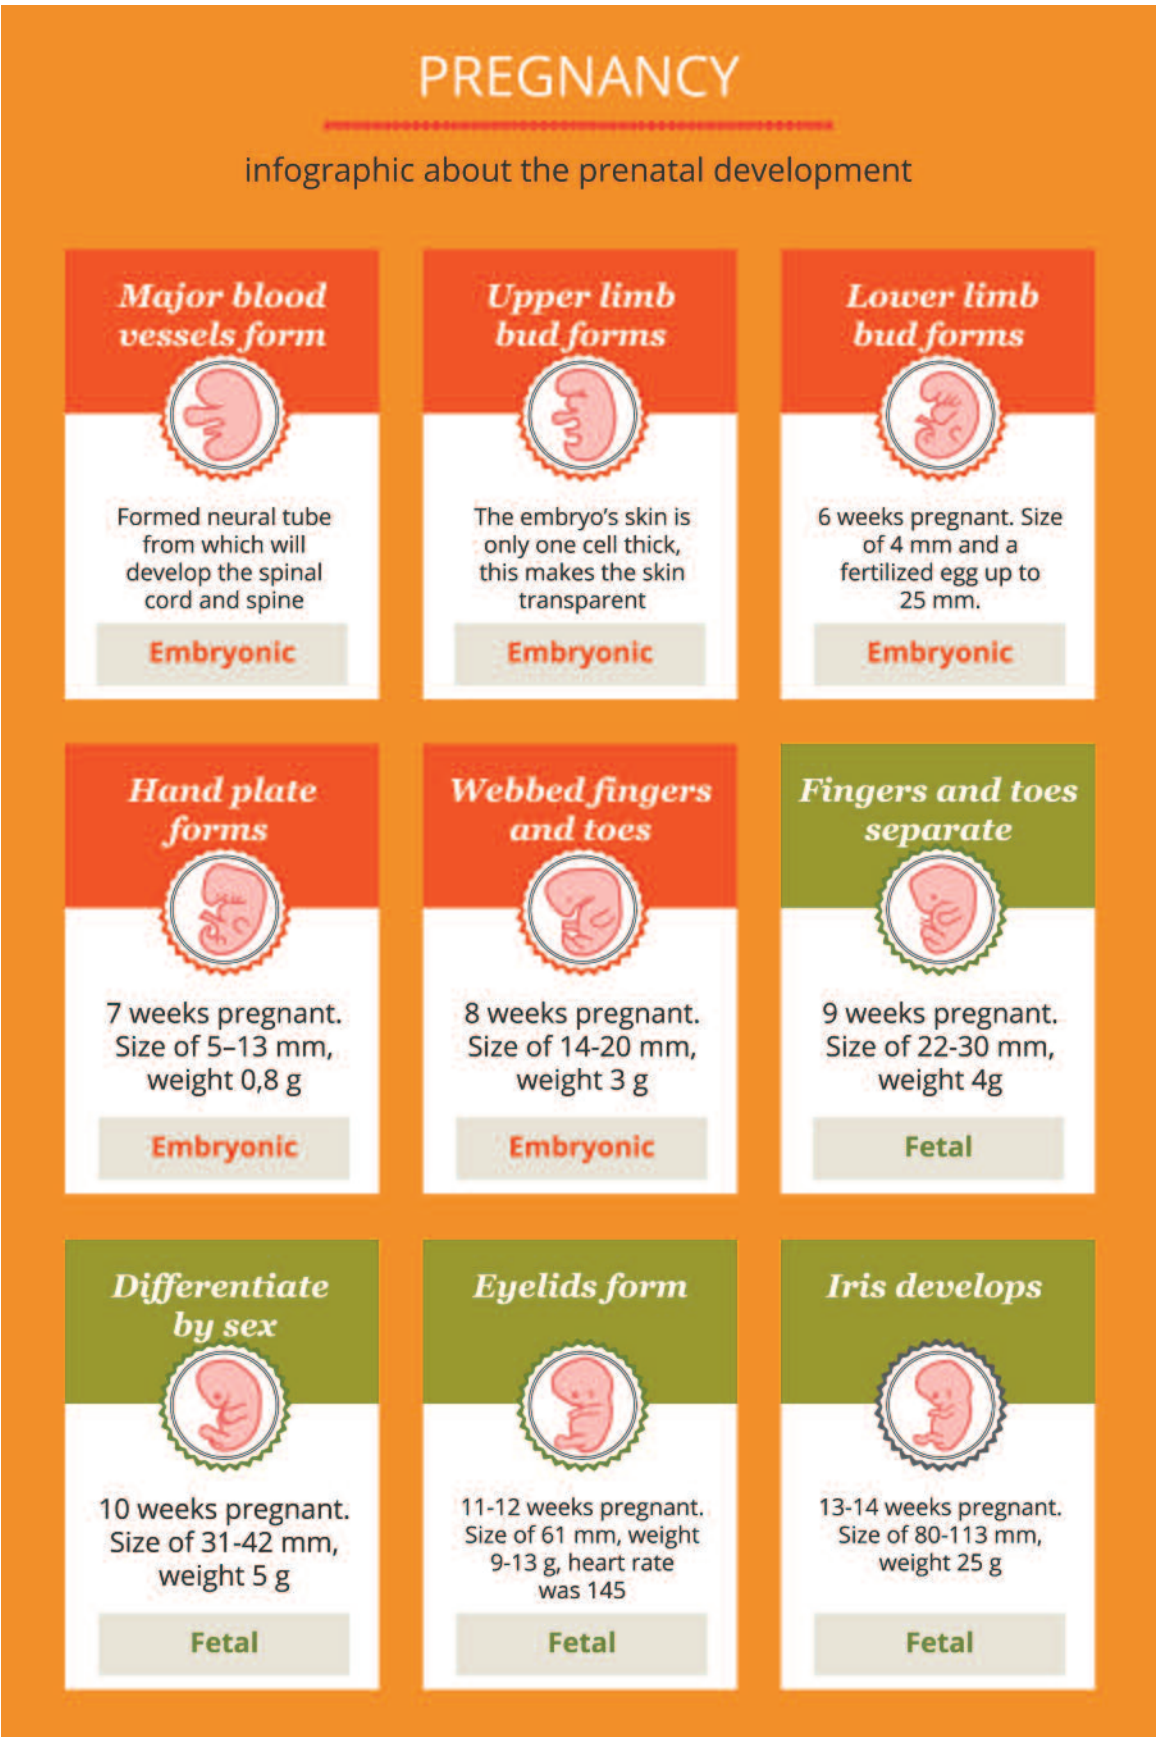 PREGNANCY
infographic about the prenatal development
Major blood
vessels form
Formed neural tube
from which will
develop the spinal
cord and spine
Embryonic
Upper limb
bud forms
The embryo's skin is
only one cell thick,
this makes the skin
transparent
Embryonic
Lower limb
bud forms
6 weeks pregnant. Size
of 4 mm and a
fertilized egg up to
25 mm.
Embryonic
Hand plate
forms
7 weeks pregnant.
Size of 5–13 mm,
weight 0,8 g
Embryonic
Webbed fingers
and toes
8 weeks pregnant.
Size of 14-20 mm,
weight 3 g
Embryonic
Fingers and toes
separate
9 weeks pregnant.
Size of 22-30 mm,
weight 4g
Fetal
Differentiate
by sex
10 weeks pregnant.
Size of 31-42 mm,
weight 5 g
Fetal
Eyelids form
11-12 weeks pregnant.
Size of 61 mm, weight
9-13 g, heart rate
was 145
Fetal
Iris develops
13-14 weeks pregnant.
Size of 80-113 mm,
weight 25 g
Fetal